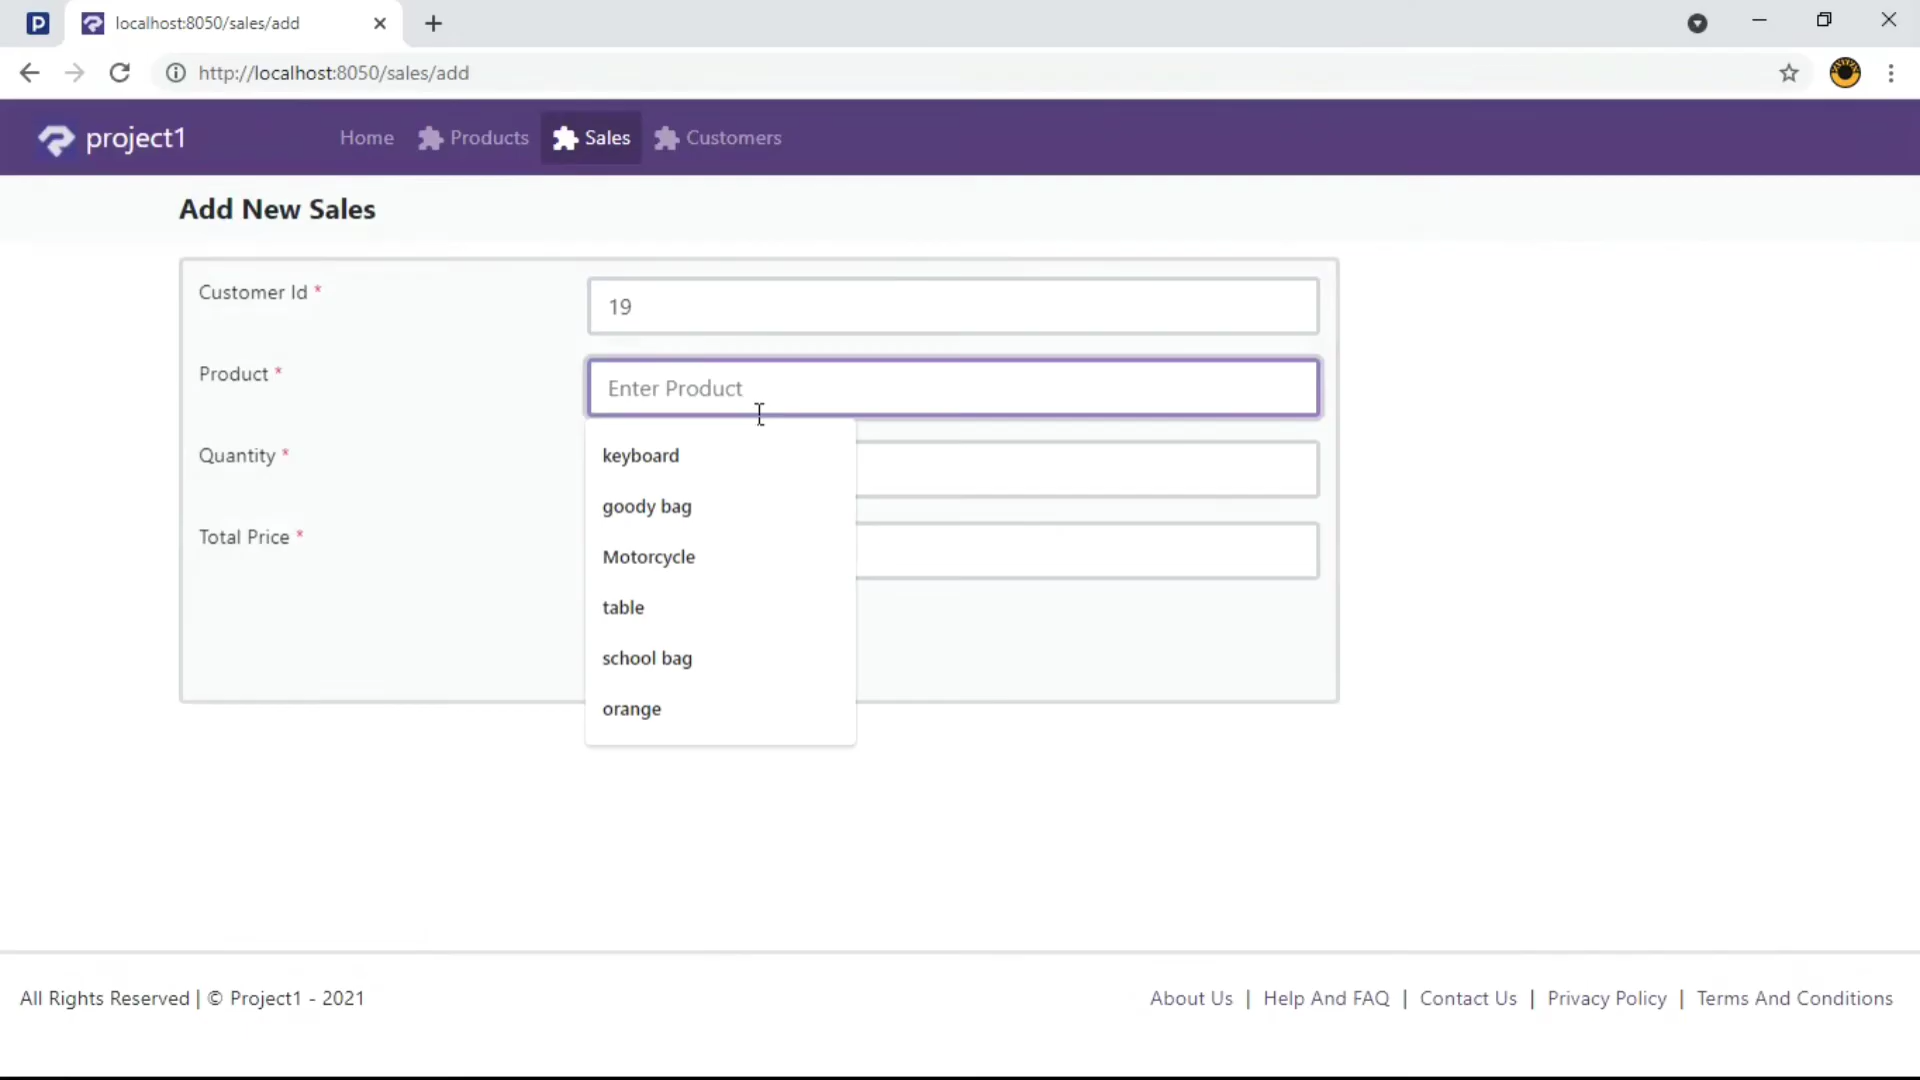 localhost:8050/sales/add
http://localhost:8050/sales/add
project1 Home Products Sales Customers
Add New Sales
Customer Id * 19
Product * Enter Product
keyboard
Quantity *
goody bag
Total Price *
Motorcycle
table
school bag
orange
All Rights Reserved | © Project1 - 2021 About Us | Help And FAQ | Contact Us | Privacy Policy | Terms And Conditions